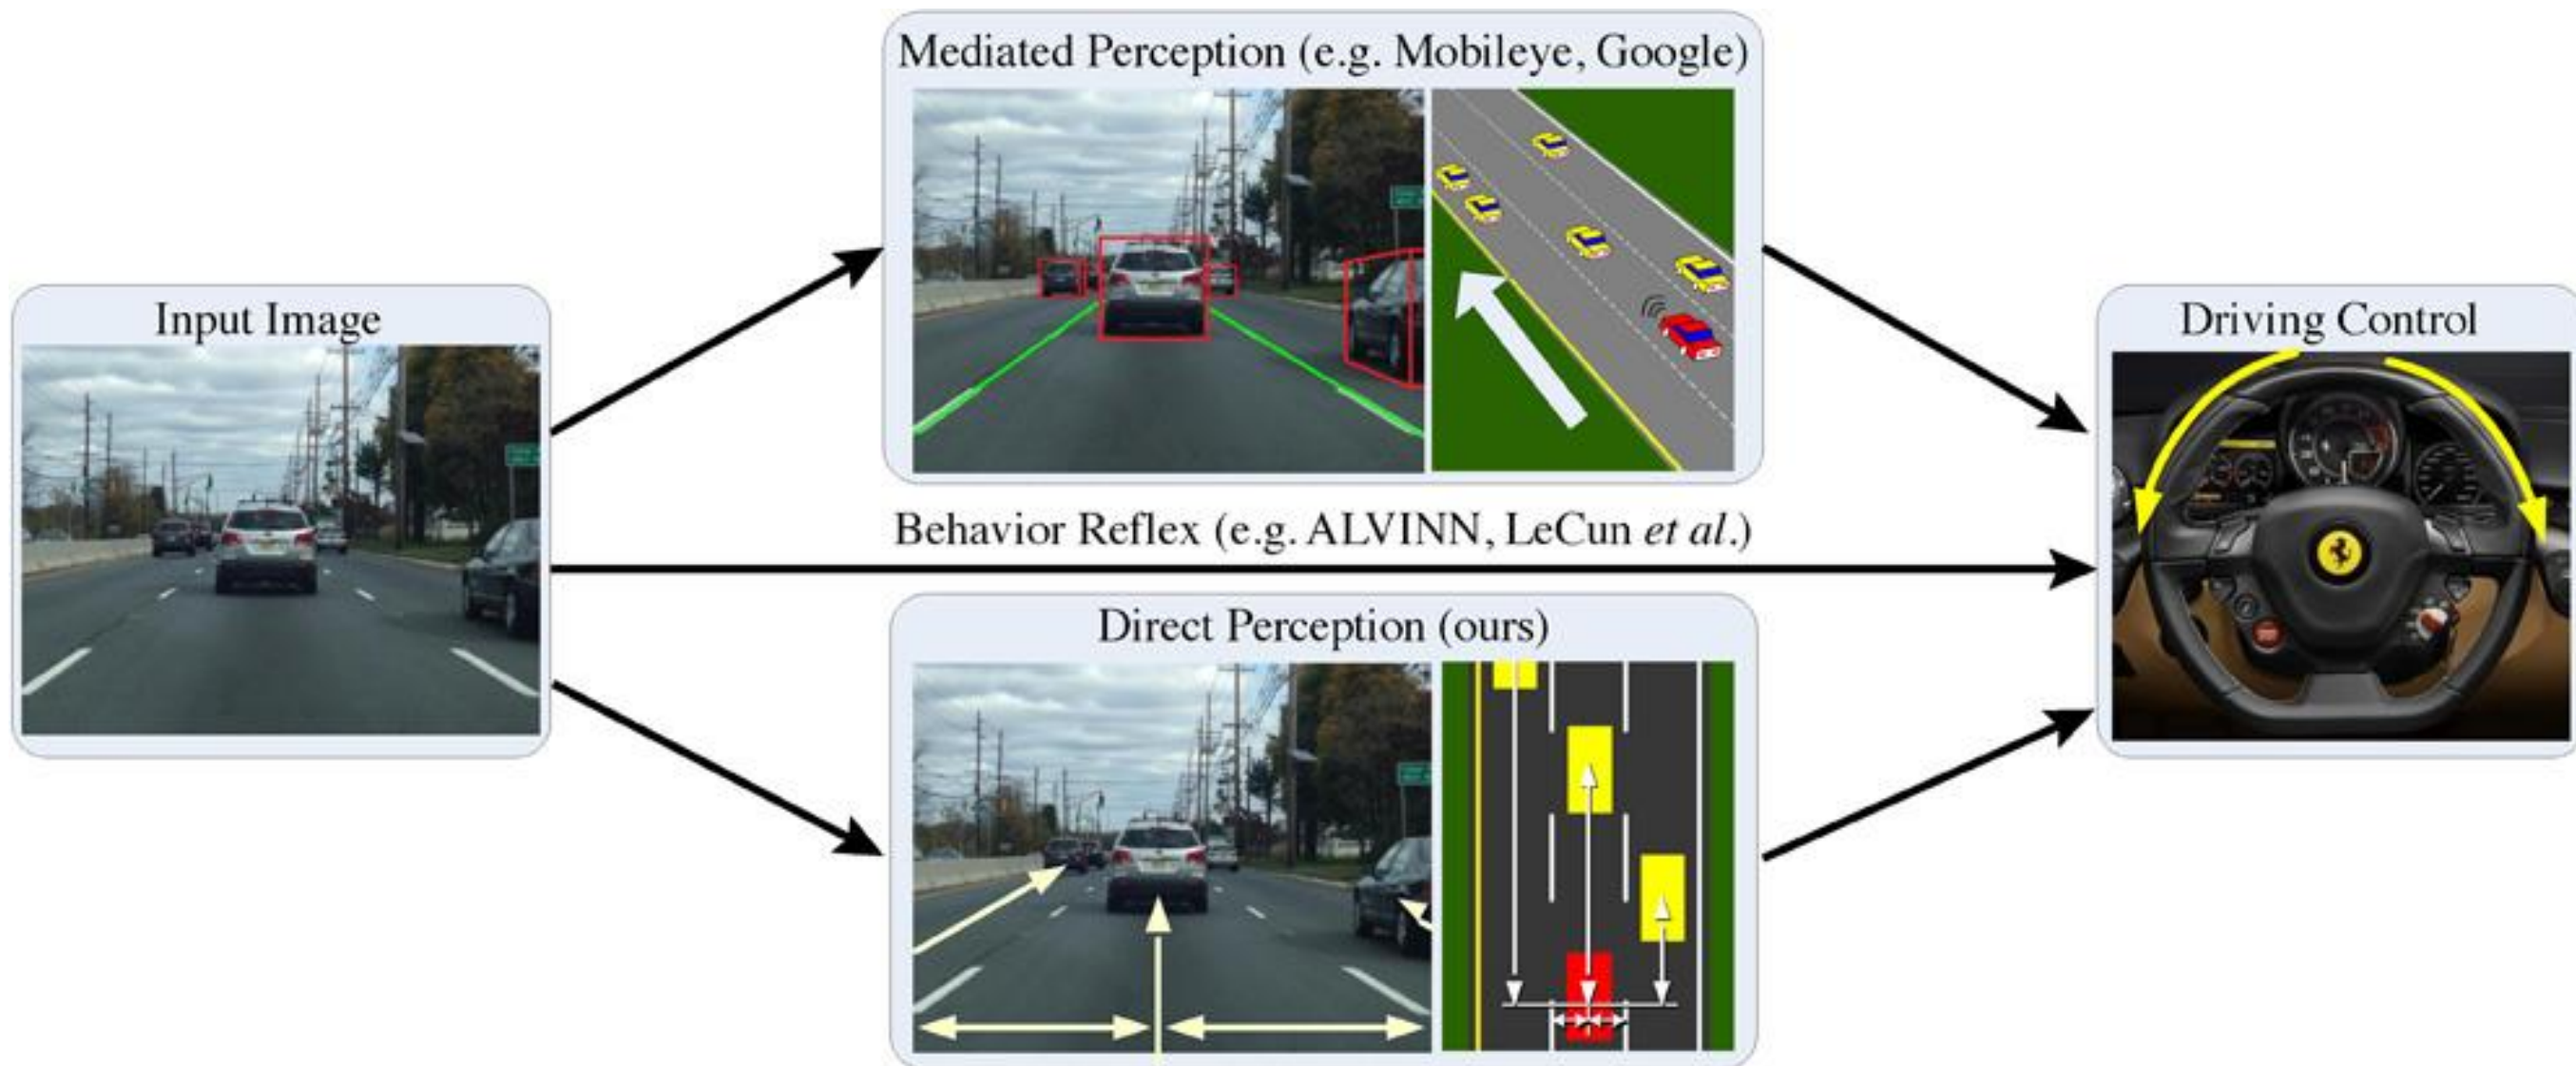 Mediated Perception (e.g. Mobileye, Google)
Input Image
Driving Control
Behavior Reflex (e.g. ALVINN, LeCun et al.)
Direct Perception (ours)